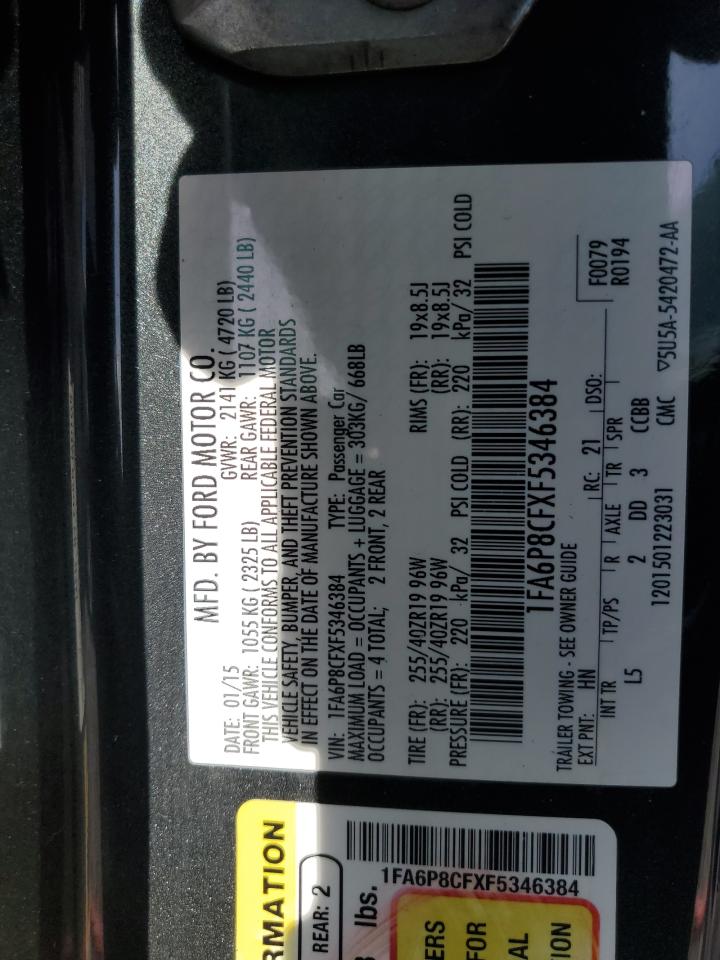 MFD. BY FORD MOTOR CO.
DATE: 01/15 GVWR: 2141 KG ( 4720 LB)
FRONT GAWR: 1055 KG ( 2325 LB) REAR GAWR: 1107 KG ( 2440 LB)
THIS VEHICLE CONFORMS TO ALL APPLICABLE FEDERAL MOTOR
VEHICLE SAFETY, BUMPER, AND THEFT PREVENTION STANDARDS
IN EFFECT ON THE DATE OF MANUFACTURE SHOWN ABOVE.
VIN: 1FA6P8CFXF5346384 TYPE: Passenger Car
MAXIMUM LOAD = OCCUPANTS + LUGGAGE = 303KG/ 668LB
OCCUPANTS = 4 TOTAL; 2 FRONT, 2 REAR
TIRE (FR): 255/40ZR19 96W RIMS (FR): 19x8.5J
(RR): 255/40ZR19 96W (RR): 19x8.5J
PRESSURE (FR): 220 kPa/ 32 PSI COLD (RR): 220 kPa/ 32 PSI COLD
1FA6P8CFXF5346384
TRAILER TOWING - SEE OWNER GUIDE
EXT PNT: HN RC: 21 DSO: F0079
R0194
INT TR TP/PS R AXLE TR SPR
L5 2 DD 3 CCBB
1201501223031 CMC ▽5U5A-5420472-AA
RMATION
REAR: 2
lbs.
1FA6P8CFXF5346384
ERS
FOR
AL
ION